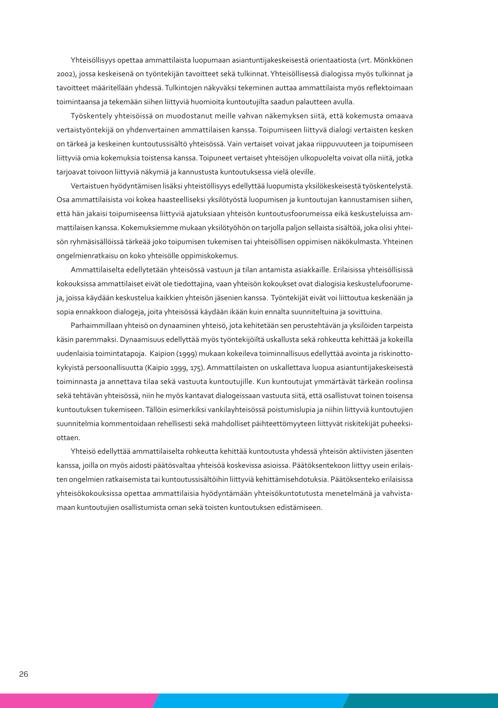 Yhteisöllisyys opettaa ammattilaista luopumaan asiantuntijakeskeisestä orientaatiosta (vrt. Mönkkönen
2002), jossa keskeisenä on työntekijän tavoitteet sekä tulkinnat. Yhteisöllisessä dialogissa myös tulkinnat ja
tavoitteet määritellään yhdessä. Tulkintojen näkyväksi tekeminen auttaa ammattilaista myös reflektoimaan
toimintaansa ja tekemään siihen liittyviä huomioita kuntoutujilta saadun palautteen avulla.
Työskentely yhteisöissä on muodostanut meille vahvan näkemyksen siitä, että kokemusta omaava
vertaistyöntekijä on yhdenvertainen ammattilaisen kanssa. Toipumiseen liittyvä dialogi vertaisten kesken
on tärkeä ja keskeinen kuntoutussisältö yhteisössä. Vain vertaiset voivat jakaa riippuvuuteen ja toipumiseen
liittyviä omia kokemuksia toistensa kanssa. Toipuneet vertaiset yhteisöjen ulkopuolelta voivat olla niitä, jotka
tarjoavat toivoon liittyviä näkymiä ja kannustusta kuntoutuksessa vielä oleville.
Vertaistuen hyödyntämisen lisäksi yhteistöllisyys edellyttää luopumista yksilökeskeisestä työskentelystä.
Osa ammattilaisista voi kokea haasteelliseksi yksilötyöstä luopumisen ja kuntoutujan kannustamisen siihen,
että hän jakaisi toipumiseensa liittyviä ajatuksiaan yhteisön kuntoutusfoorumeissa eikä keskusteluissa am-
mattilaisen kanssa. Kokemuksiemme mukaan yksilötyöhön on tarjolla paljon sellaista sisältöä, joka olisi yhtei-
sön ryhmäsisällöissä tärkeää joko toipumisen tukemisen tai yhteisöllisen oppimisen näkökulmasta. Yhteinen
ongelmienratkaisu on koko yhteisölle oppimiskokemus.
Ammattilaiselta edellytetään yhteisössä vastuun ja tilan antamista asiakkaille. Erilaisissa yhteisöllisissä
kokouksissa ammattilaiset eivät ole tiedottajina, vaan yhteisön kokoukset ovat dialogisia keskustelufoorume-
ja, joissa käydään keskustelua kaikkien yhteisön jäsenien kanssa. Työntekijät eivät voi liittoutua keskenään ja
sopia ennakkoon dialogeja, joita yhteisössä käydään ikään kuin ennalta suunniteltuina ja sovittuina.
Parhaimmillaan yhteisö on dynaaminen yhteisö, jota kehitetään sen perustehtävän ja yksilöiden tarpeista
käsin paremmaksi. Dynaamisuus edellyttää myös työntekijöiltä uskallusta sekä rohkeutta kehittää ja kokeilla
uudenlaisia toimintatapoja. Kaipion (1999) mukaan kokeileva toiminnallisuus edellyttää avointa ja riskinotto-
kykyistä persoonallisuutta (Kaipio 1999, 175). Ammattilaisten on uskallettava luopua asiantuntijakeskeisestä
toiminnasta ja annettava tilaa sekä vastuuta kuntoutujille. Kun kuntoutujat ymmärtävät tärkeän roolinsa
sekä tehtävän yhteisössä, niin he myös kantavat dialogeissaan vastuuta siitä, että osallistuvat toinen toisensa
kuntoutuksen tukemiseen. Tällöin esimerkiksi vankilayhteisössä poistumislupia ja niihin liittyviä kuntoutujien
suunnitelmia kommentoidaan rehellisesti sekä mahdolliset päihteettömyyteen liittyvät riskitekijät puheeksi-
ottaen.
Yhteisö edellyttää ammattilaiselta rohkeutta kehittää kuntoutusta yhdessä yhteisön aktiivisten jäsenten
kanssa, joilla on myös aidosti päätösvaltaa yhteisöä koskevissa asioissa. Päätöksentekoon liittyy usein erilais-
ten ongelmien ratkaisemista tai kuntoutussisältöihin liittyviä kehittämisehdotuksia. Päätöksenteko erilaisissa
yhteisökokouksissa opettaa ammattilaisia hyödyntämään yhteisökuntotutusta menetelmänä ja vahvista-
maan kuntoutujien osallistumista oman sekä toisten kuntoutuksen edistämiseen.
26